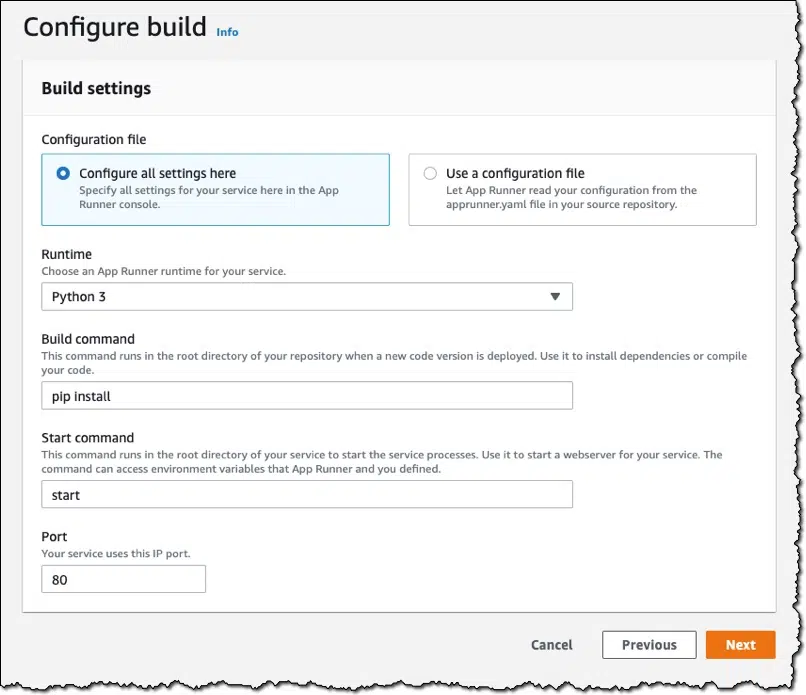 Configure build Info
Build settings
Configuration file
Configure all settings here
Specify all settings for your service here in the App
Runner console.
Use a configuration file
Let App Runner read your configuration from the
apprunner.yaml file in your source repository.
Runtime
Choose an App Runner runtime for your service.
Python 3
Build command
This command runs in the root directory of your repository when a new code version is deployed. Use it to install dependencies or compile
your code.
pip install
Start command
This command runs in the root directory of your service to start the service processes. Use it to start a webserver for your service. The
command can access environment variables that App Runner and you defined.
start
Port
Your service uses this IP port.
80
Cancel Previous Next